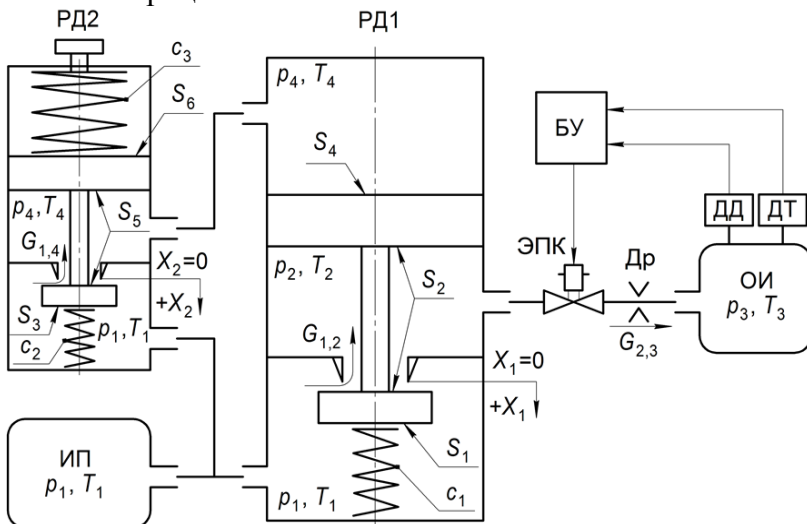 РД2
РД1
c₃
S₆
p₄, T₄
БУ
S₄
p₄, T₄
S₅
ДД
ДТ
G₁,₄
X₂=0
p₂, T₂
S₂
ЭПК
Др
ОИ
p₃, T₃
+X₂
S₃
p₁, T₁
c₂
G₁,₂
X₁=0
G₂,₃
+X₁
S₁
ИП
p₁, T₁
p₁, T₁
c₁